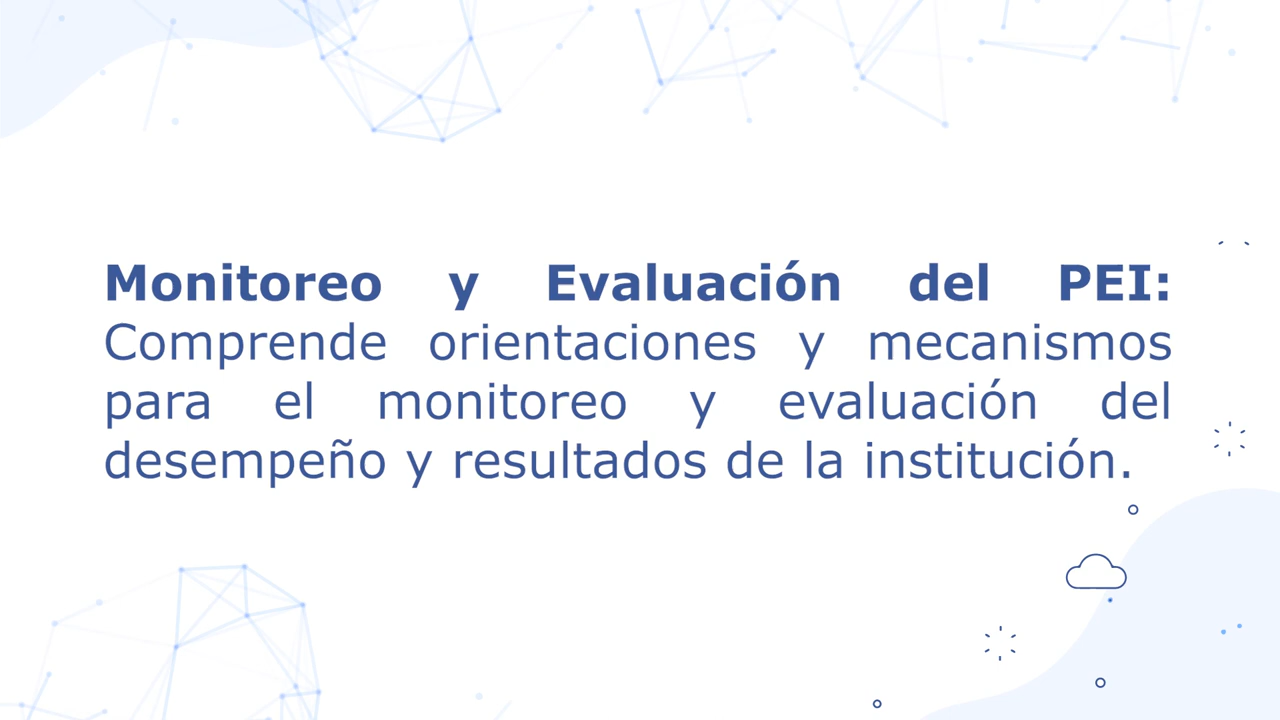 Monitoreo y Evaluación del PEI:
Comprende orientaciones y mecanismos
para el monitoreo y evaluación del
desempeño y resultados de la institución.